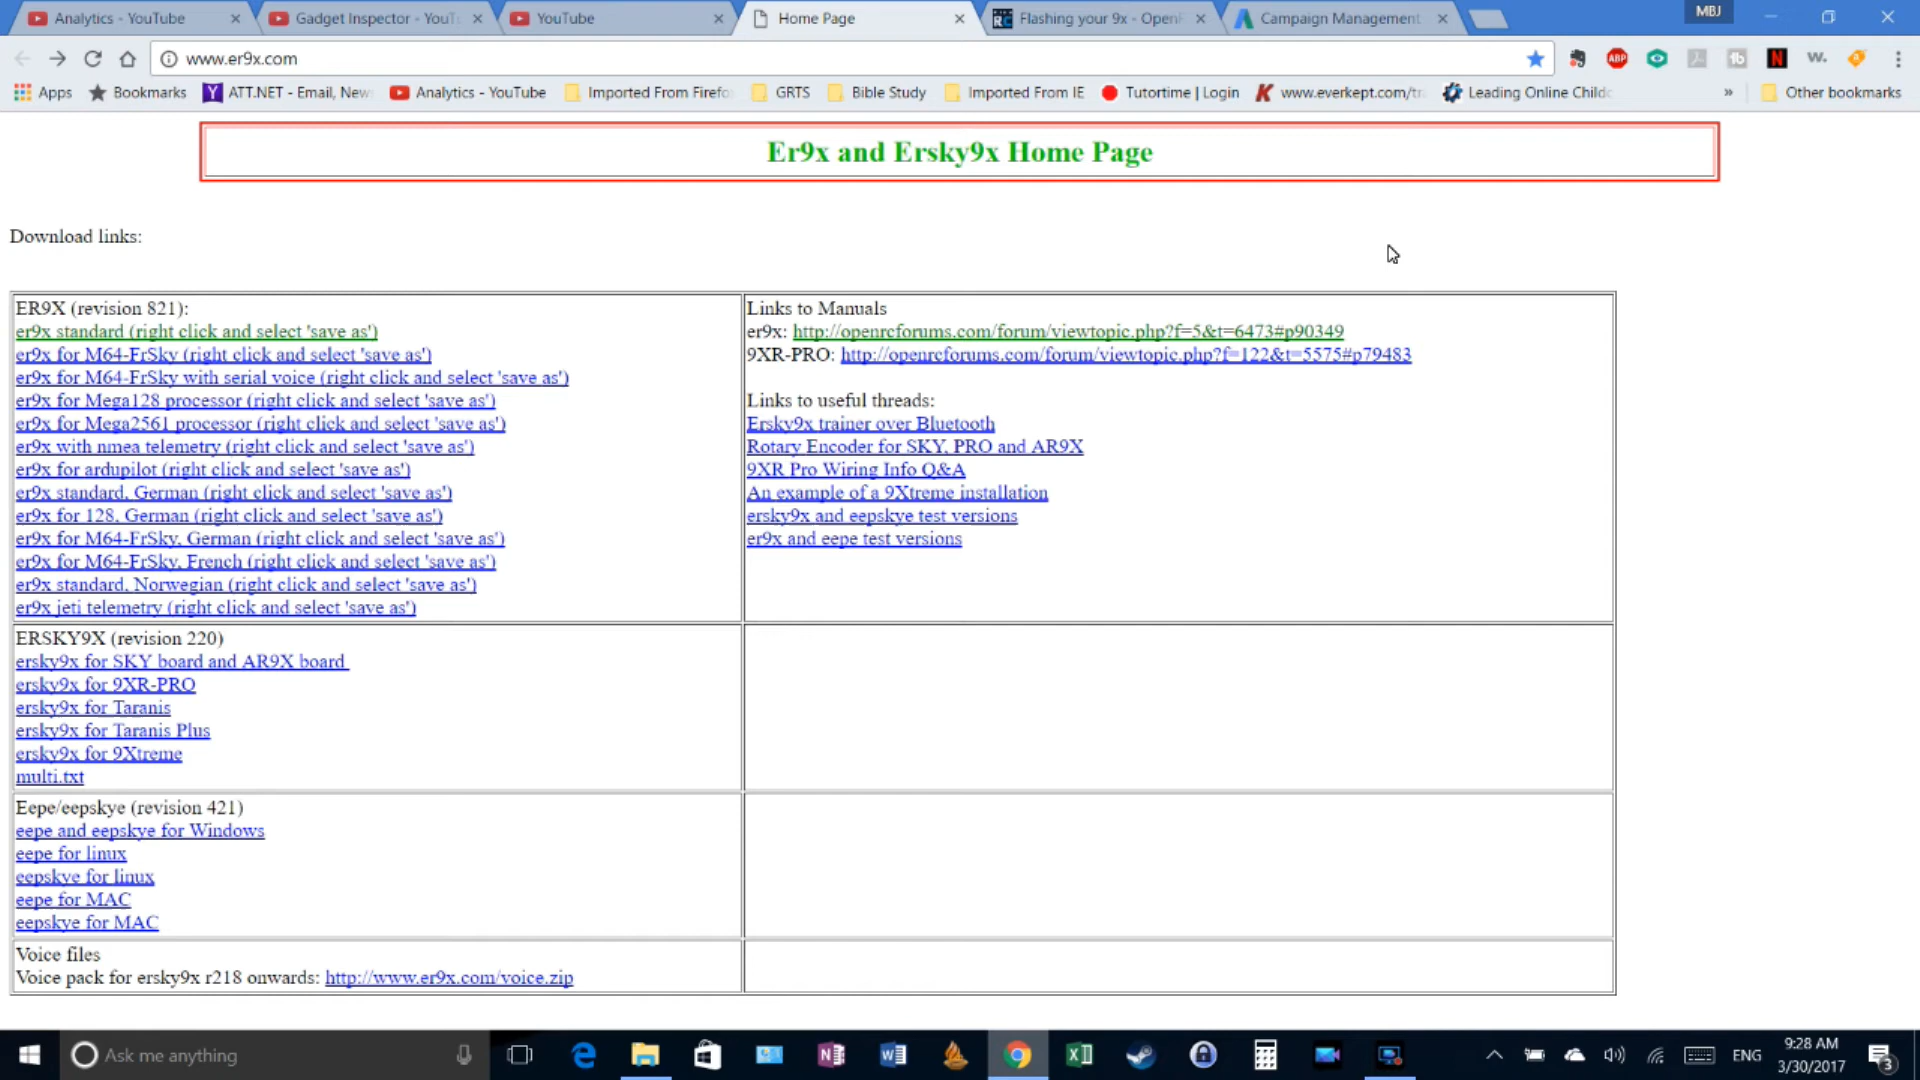 Analytics - YouTube
Gadget Inspector - YouT
YouTube
Home Page
Flashing your 9x - Open
Campaign Management
MBJ
www.er9x.com
ABP
N
w.
Apps
Bookmarks
ATT.NET - Email, New
Analytics - YouTube
Imported From Firefo
GRTS
Bible Study
Imported From IE
Tutortime | Login
www.everkept.com/tr
Leading Online Child
»
Other bookmarks
Er9x and Ersky9x Home Page
Download links:
ER9X (revision 821):
er9x standard (right click and select 'save as')
er9x for M64-FrSky (right click and select 'save as')
er9x for M64-FrSky with serial voice (right click and select 'save as')
er9x for Mega128 processor (right click and select 'save as')
er9x for Mega2561 processor (right click and select 'save as')
er9x with nmea telemetry (right click and select 'save as')
er9x for ardupilot (right click and select 'save as')
er9x standard, German (right click and select 'save as')
er9x for 128, German (right click and select 'save as')
er9x for M64-FrSky, German (right click and select 'save as')
er9x for M64-FrSky, French (right click and select 'save as')
er9x standard, Norwegian (right click and select 'save as')
er9x jeti telemetry (right click and select 'save as')
Links to Manuals
er9x: http://openrcforums.com/forum/viewtopic.php?f=5&t=6473#p90349
9XR-PRO: http://openrcforums.com/forum/viewtopic.php?f=122&t=5575#p79483
Links to useful threads:
Ersky9x trainer over Bluetooth
Rotary Encoder for SKY, PRO and AR9X
9XR Pro Wiring Info Q&A
An example of a 9Xtreme installation
ersky9x and eepskye test versions
er9x and eepe test versions
ERSKY9X (revision 220)
ersky9x for SKY board and AR9X board
ersky9x for 9XR-PRO
ersky9x for Taranis
ersky9x for Taranis Plus
ersky9x for 9Xtreme
multi.txt
Eepe/eepskye (revision 421)
eepe and eepskye for Windows
eepe for linux
eepskye for linux
eepe for MAC
eepskye for MAC
Voice files
Voice pack for ersky9x r218 onwards: http://www.er9x.com/voice.zip
Ask me anything
ENG
9:28 AM
3/30/2017
3